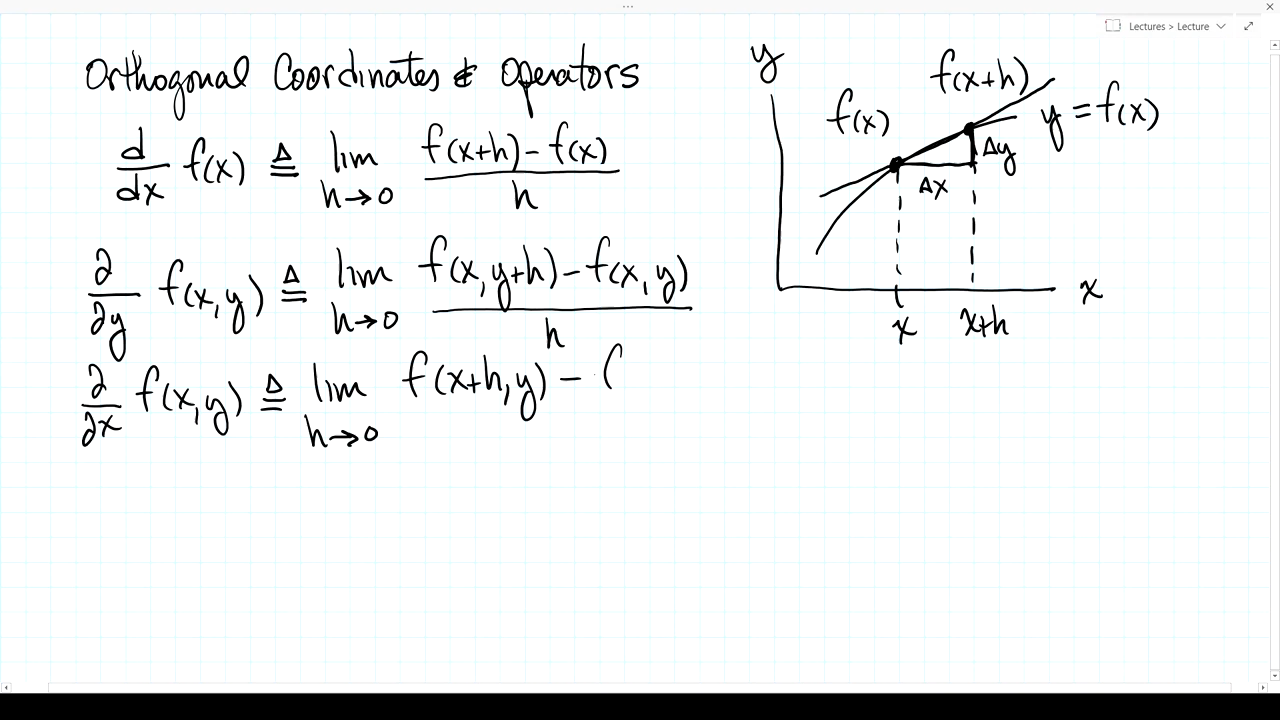 Lectures > Lecture
Orthogonal Coordinates & Operators
d/dx f(x) ≜ lim h→0 (f(x+h) - f(x))/h
∂/∂y f(x,y) ≜ lim h→0 (f(x,y+h) - f(x,y))/h
∂/∂x f(x,y) ≜ lim h→0 f(x+h,y) - (
y
f(x+h)
f(x)
y = f(x)
Δy
Δx
x
x
x+h